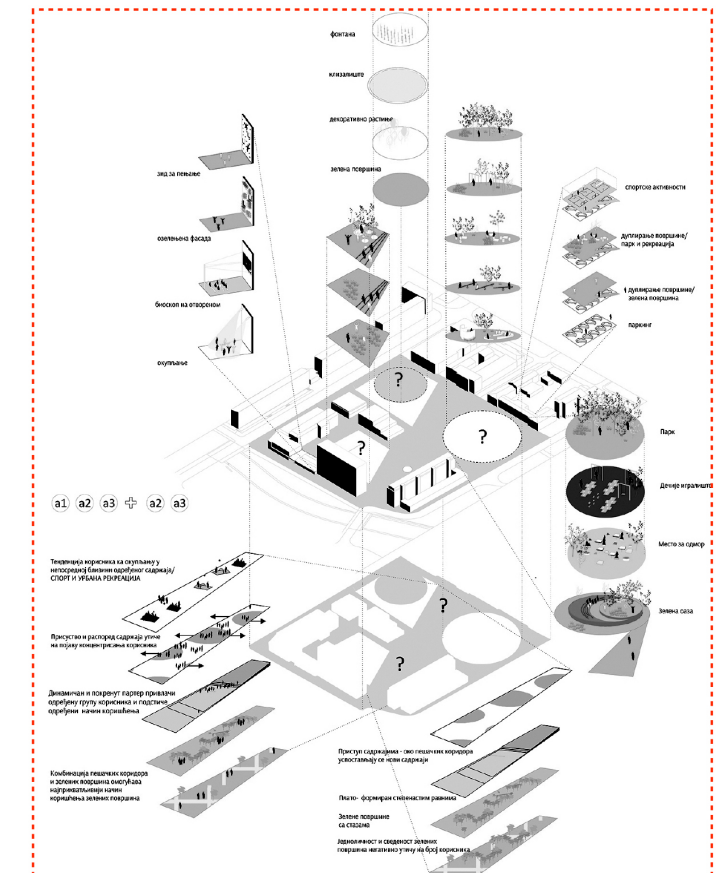 фонтана
клизалиште
декоративно растиње
зелена површина
зид за пењање
озелењена фасада
биоскоп на отвореном
окупљање
спортске активности
дуплирање површине/
парк и рекреација
дуплирање површине/
зелена површина
паркинг
?
?
?
Парк
Дечије игралиште
Место за одмор
Зелена оаза
a1 a2 a3 + a2 a3
Тенденција корисника ка окупљању у
непосредној близини одређеног садржаја/
СПОРТ И УРБАНА РЕКРЕАЦИЈА
Присуство и распоред садржаја утиче
на појаву концентрисања корисника
Динамичан и покренут партер привлачи
одређену групу корисника и подстиче
одређени начин коришћења
Комбинација пешачких коридора
и зелених површина омогућава
најприхватљивији начин
коришћења зелених површина
?
?
Приступ садржајима - око пешачких коридора
успостављају се нови садржаји
Плато- формиран степенастим равнима
Зелене површине
са стазама
Једноличност и сведеност зелених
површина негативно утичу на број корисника